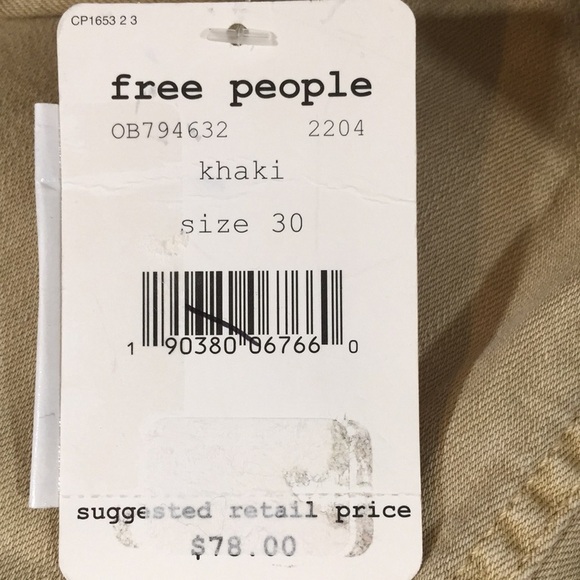 CP1653 2 3
free people
OB794632 2204
khaki
size 30
1 90380 06766 0
suggested retail price
$78.00